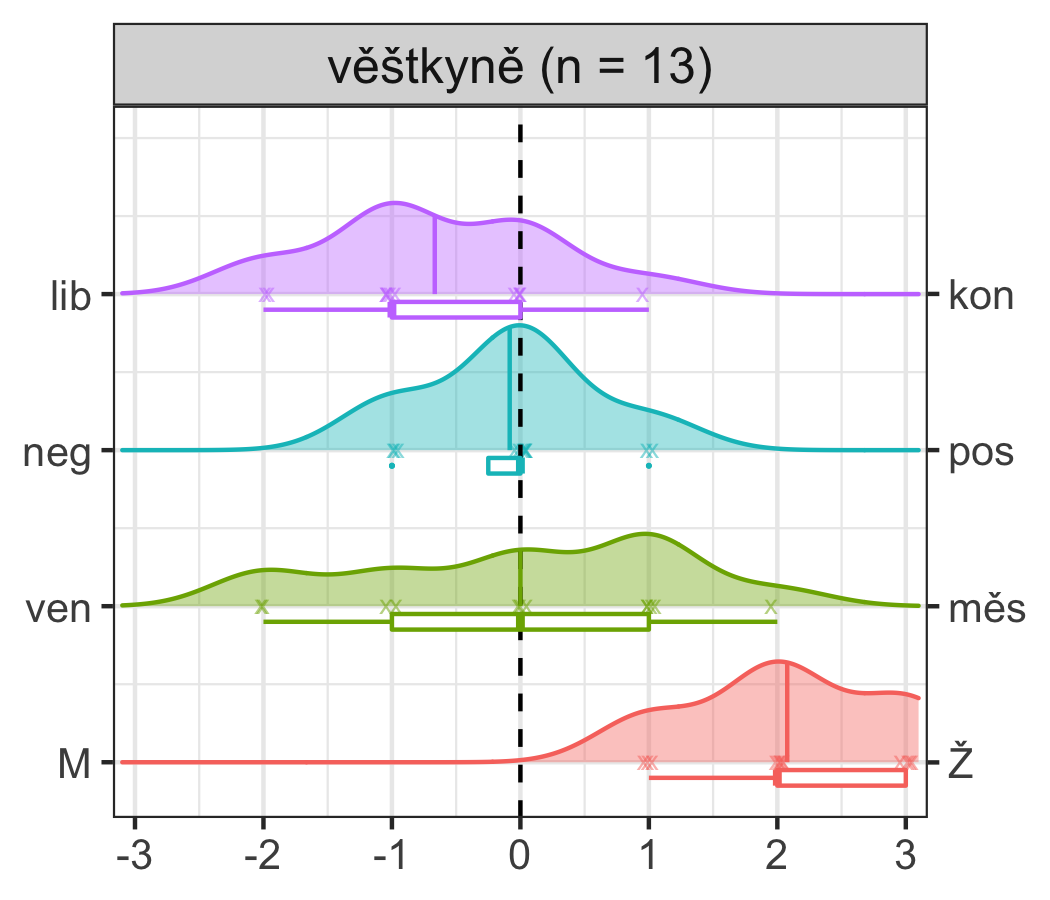 věštkyně (n = 13)
lib kon
neg pos
ven měs
M Ž
-3 -2 -1 0 1 2 3